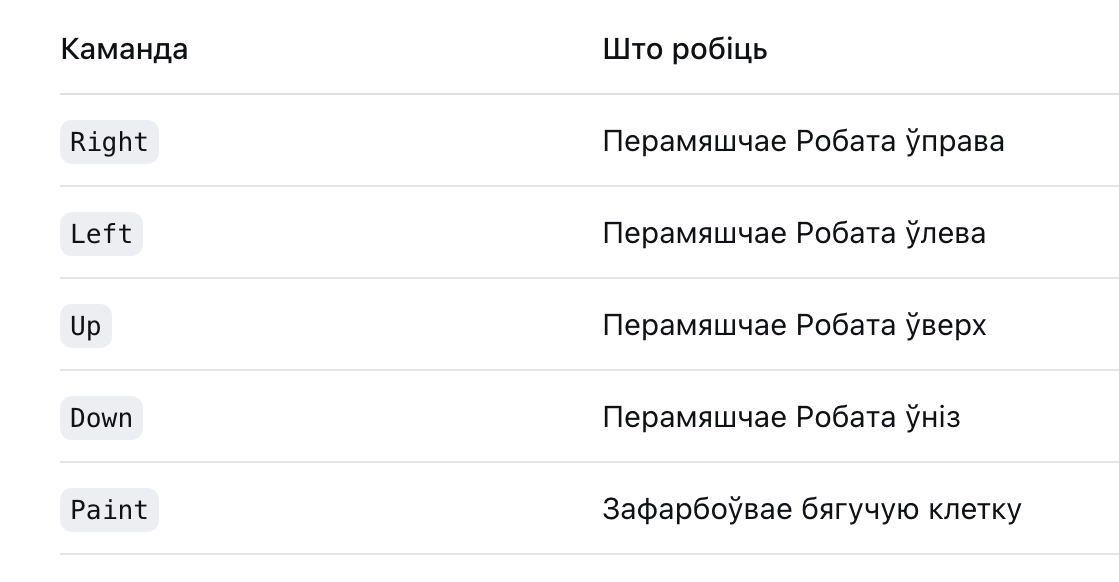 Каманда Што робіць
Right Перамяшчае Робата ўправа
Left Перамяшчае Робата ўлева
Up Перамяшчае Робата ўверх
Down Перамяшчае Робата ўніз
Paint Зафарбоўвае бягучую клетку